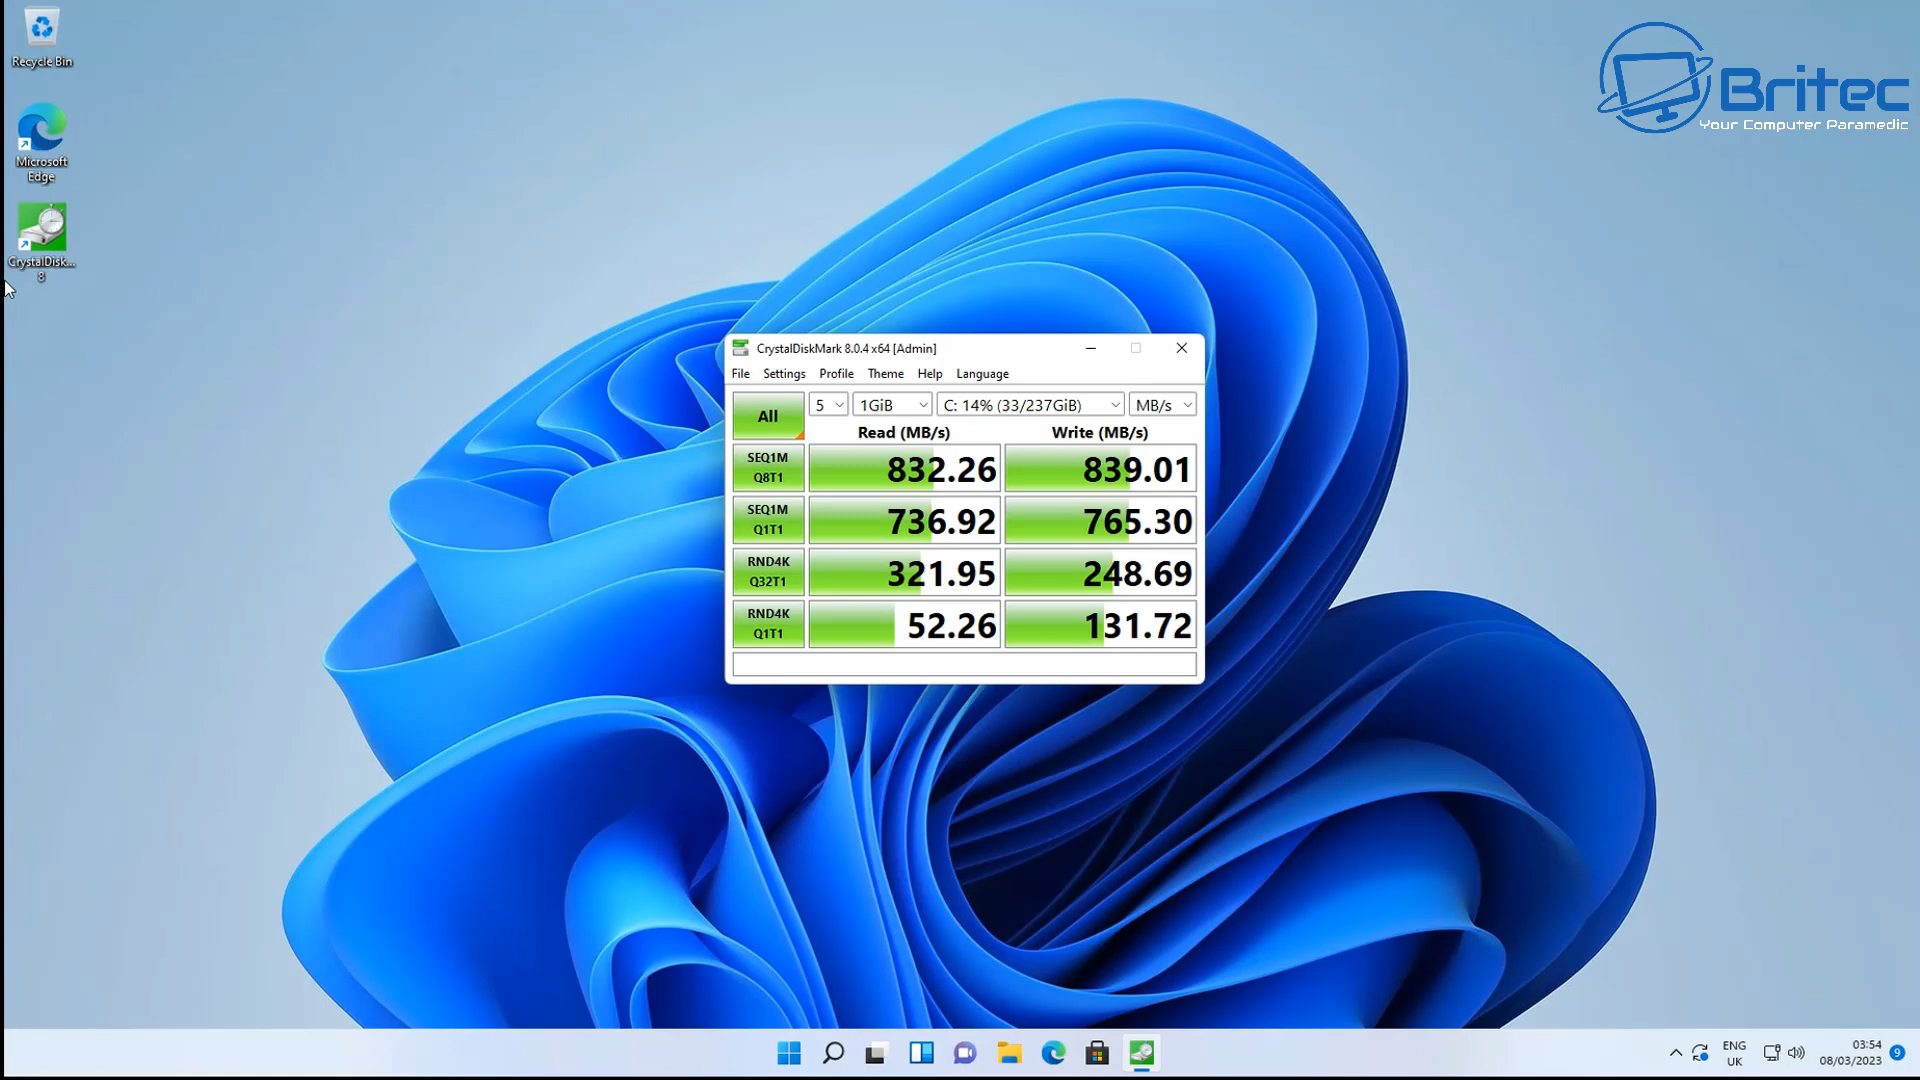 Recycle Bin
Microsoft
Edge
CrystalDisk...
8
Britec
Your Computer Paramedic
CrystalDiskMark 8.0.4 x64 [Admin]
File Settings Profile Theme Help Language
All 5 1GiB C: 14% (33/237GiB) MB/s
Read (MB/s) Write (MB/s)
SEQ1M
Q8T1
832.26 839.01
SEQ1M
Q1T1
736.92 765.30
RND4K
Q32T1
321.95 248.69
RND4K
Q1T1
52.26 131.72
ENG
UK
03:54
08/03/2023
9